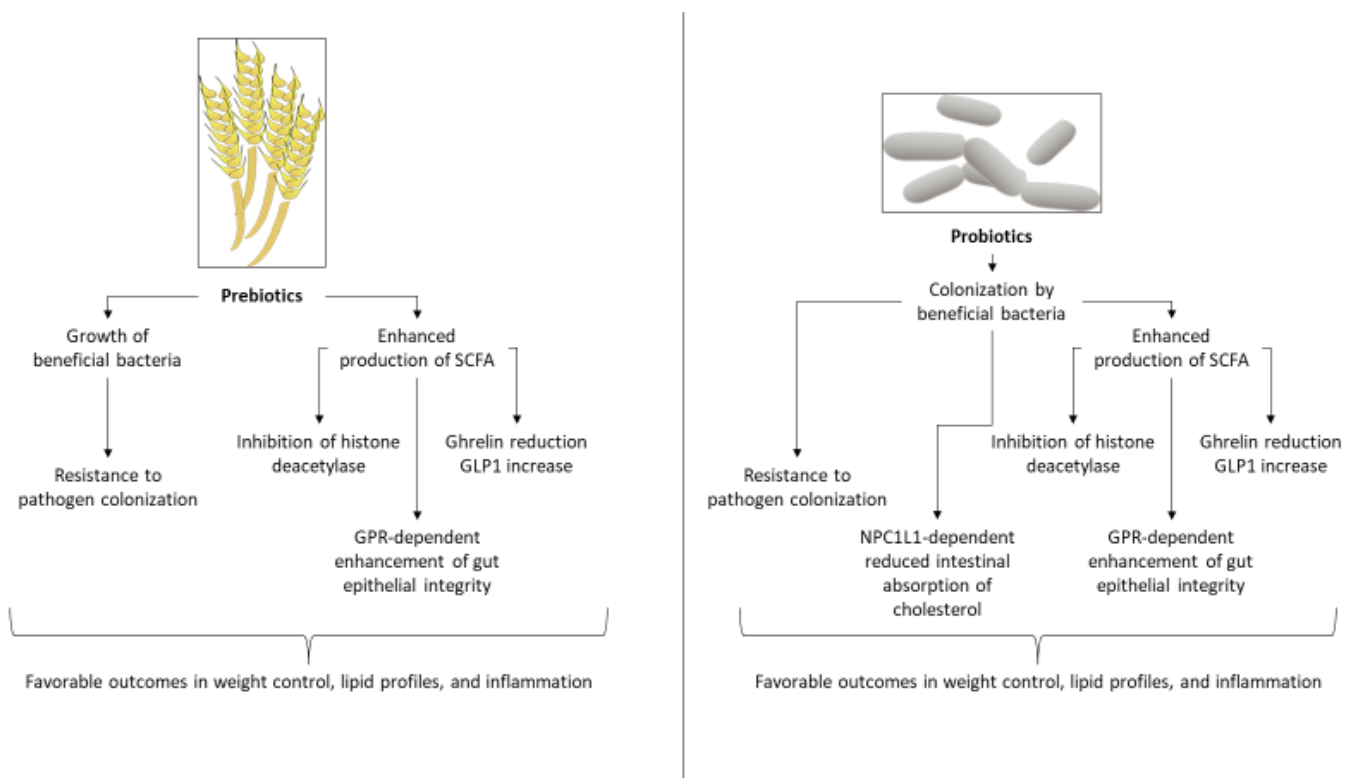 Prebiotics
Growth of
beneficial bacteria
Enhanced
production of SCFA
Inhibition of histone
deacetylase
Ghrelin reduction
GLP1 increase
Resistance to
pathogen colonization
GPR-dependent
enhancement of gut
epithelial integrity
Favorable outcomes in weight control, lipid profiles, and inflammation
Probiotics
Colonization by
beneficial bacteria
Enhanced
production of SCFA
Inhibition of histone
deacetylase
Ghrelin reduction
GLP1 increase
Resistance to
pathogen colonization
NPC1L1-dependent
reduced intestinal
absorption of
cholesterol
GPR-dependent
enhancement of gut
epithelial integrity
Favorable outcomes in weight control, lipid profiles, and inflammation